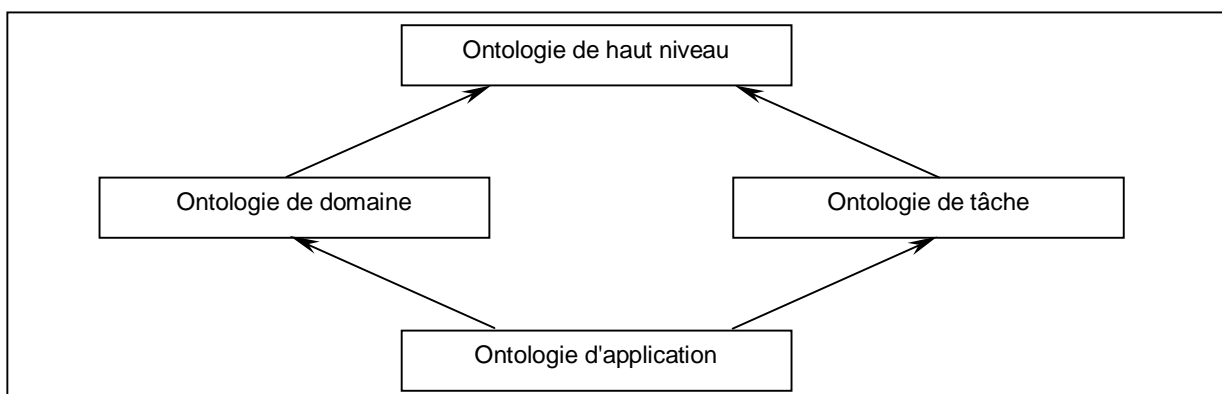 Ontologie de haut niveau
Ontologie de domaine
Ontologie de tâche
Ontologie d'application